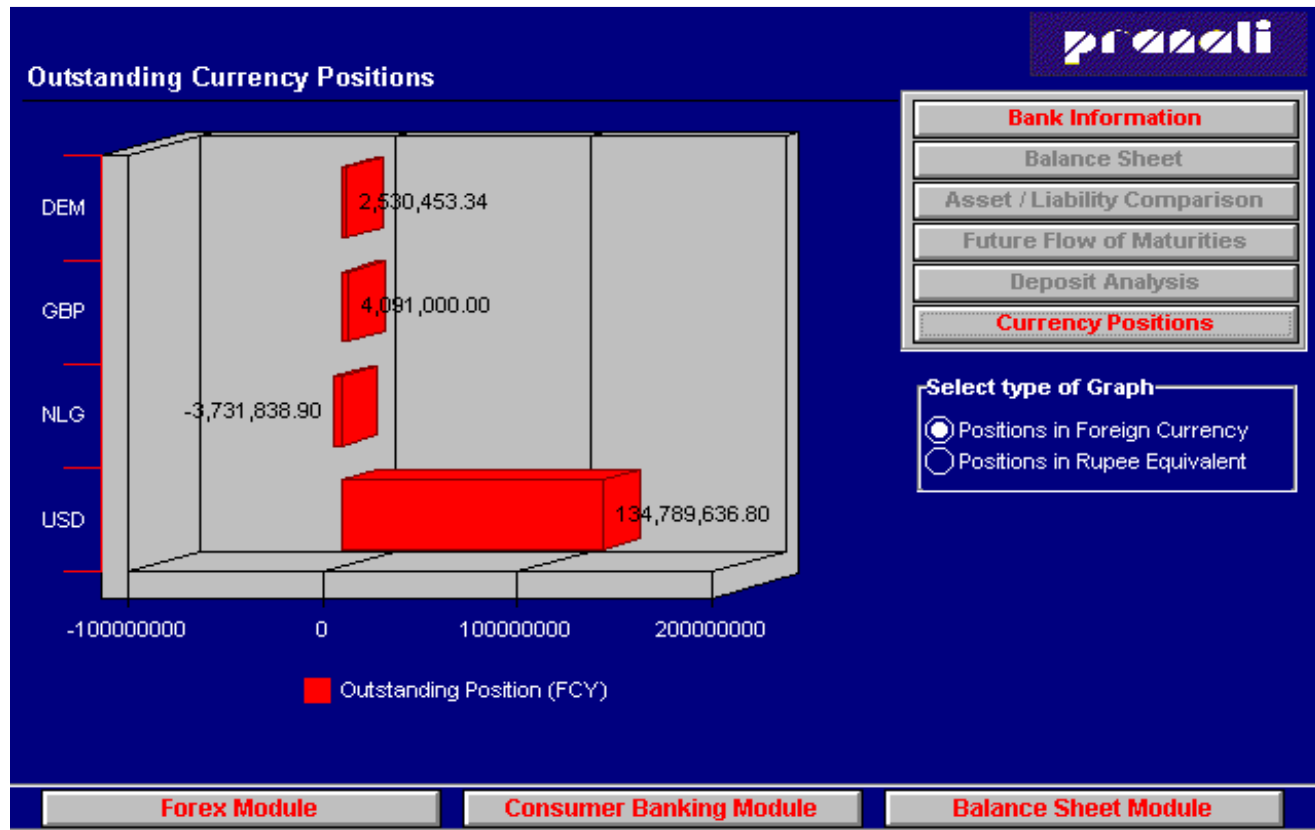 pranali
Outstanding Currency Positions
Bank Information
Balance Sheet
Asset / Liability Comparison
Future Flow of Maturities
Deposit Analysis
Currency Positions
DEM
2,530,453.34
GBP
4,091,000.00
NLG
-3,731,838.90
USD
134,789,636.80
-100000000 0 100000000 200000000
Outstanding Position (FCY)
Select type of Graph
Positions in Foreign Currency
Positions in Rupee Equivalent
Forex Module Consumer Banking Module Balance Sheet Module